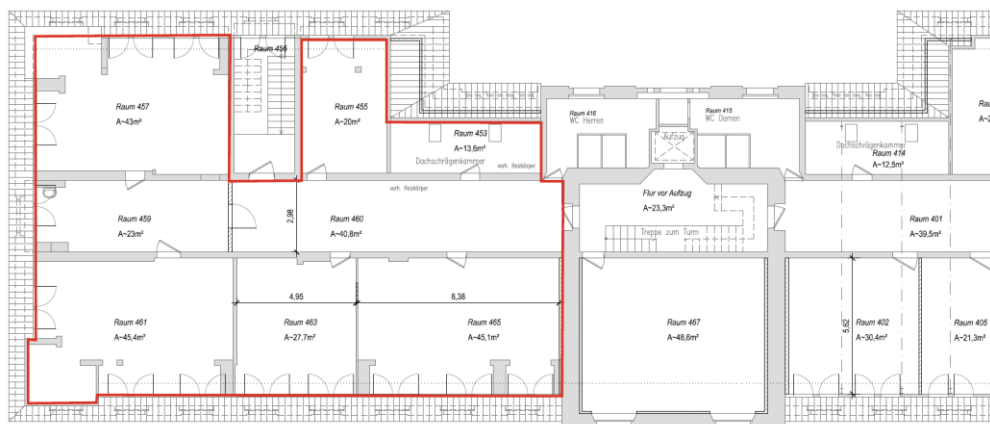 Raum 456
Raum 457
A~43m²
Raum 455
A~20m²
Raum 453
A~13,6m²
Dachschrägenkammer
vorh. Heizkörper
Raum 416
WC Herren
Raum 415
WC Damen
Aufzug
Dachschrägenkammer
Raum 414
A~12,5m²
vorh. Heizkörper
Flur vor Aufzug
A~23,3m²
Raum 459
A~23m²
2,98
Raum 460
A~40,8m²
Treppe zum Turm
Raum 401
A~39,5m²
4,95
8,38
Raum 461
A~45,4m²
Raum 463
A~27,7m²
Raum 465
A~45,1m²
Raum 467
A~48,6m²
5,62
Raum 402
A~30,4m²
Raum 405
A~21,3m²